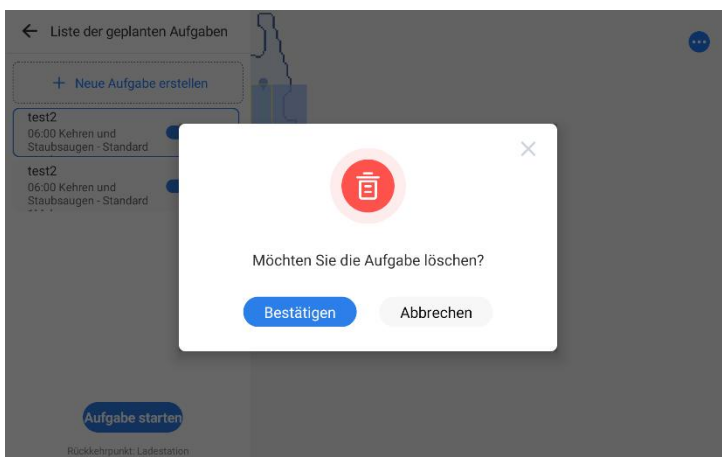 Liste der geplanten Aufgaben
+ Neue Aufgabe erstellen
test2
06:00 Kehren und
Staubsaugen - Standard
test2
06:00 Kehren und
Staubsaugen - Standard
Möchten Sie die Aufgabe löschen?
Bestätigen
Abbrechen
Aufgabe starten
Rückkehrpunkt: Ladestation